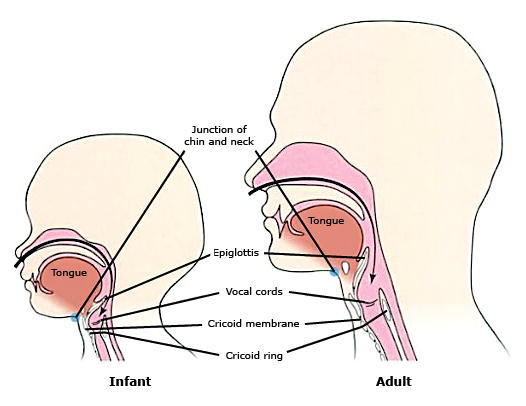 Junction of
chin and neck
Tongue
Tongue
Epiglottis
Vocal cords
Cricoid membrane
Cricoid ring
Infant
Adult